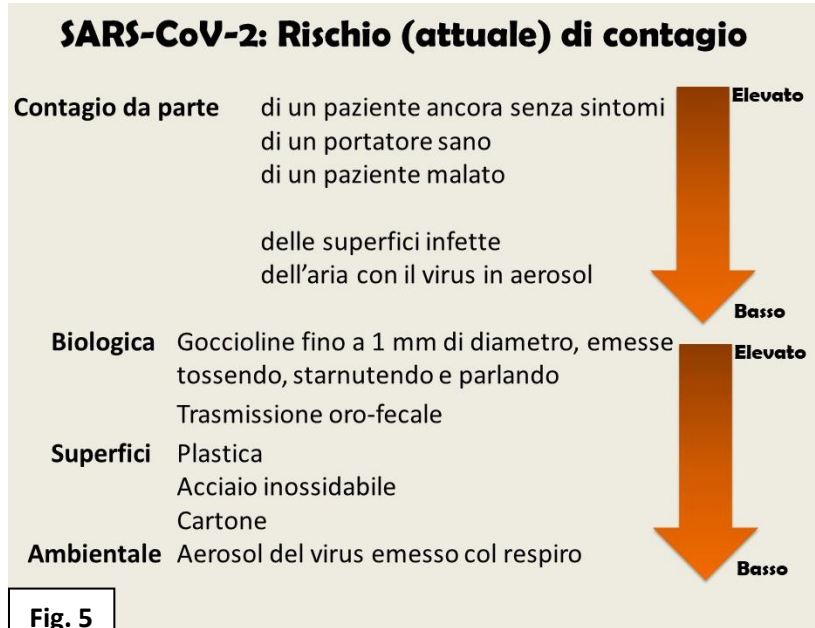 SARS-CoV-2: Rischio (attuale) di contagio
Elevato
Contagio da parte di un paziente ancora senza sintomi
di un portatore sano
di un paziente malato
delle superfici infette
dell'aria con il virus in aerosol
Basso
Biologica Goccioline fino a 1 mm di diametro, emesse
Elevato
tossendo, starnutendo e parlando
Trasmissione oro-fecale
Superfici Plastica
Acciaio inossidabile
Cartone
Ambientale Aerosol del virus emesso col respiro
Basso
Fig. 5